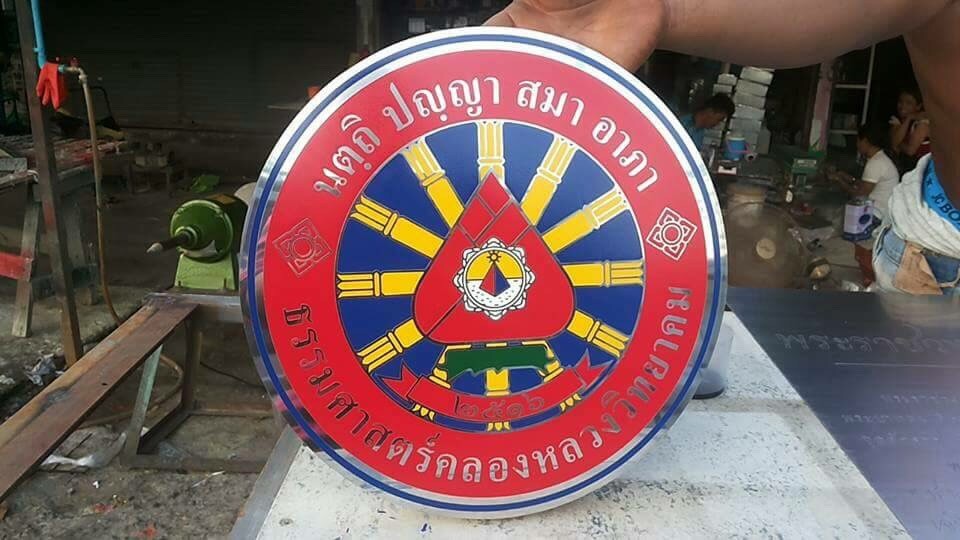 นตฺถิ ปญฺญา สมา อาภา
๒๕๑๖
ธรรมศาสตร์คลองหลวงวิทยาคม